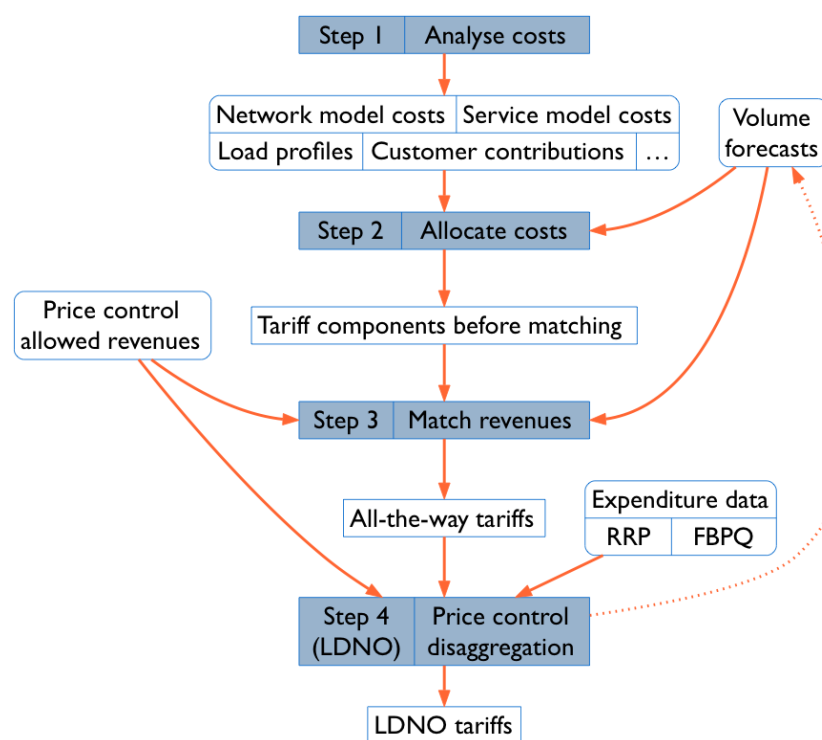 Step 1 Analyse costs
Network model costs Service model costs
Load profiles Customer contributions ...
Volume
forecasts
Step 2 Allocate costs
Price control
allowed revenues
Tariff components before matching
Step 3 Match revenues
All-the-way tariffs
Expenditure data
RRP FBPQ
Step 4
(LDNO)
Price control
disaggregation
LDNO tariffs